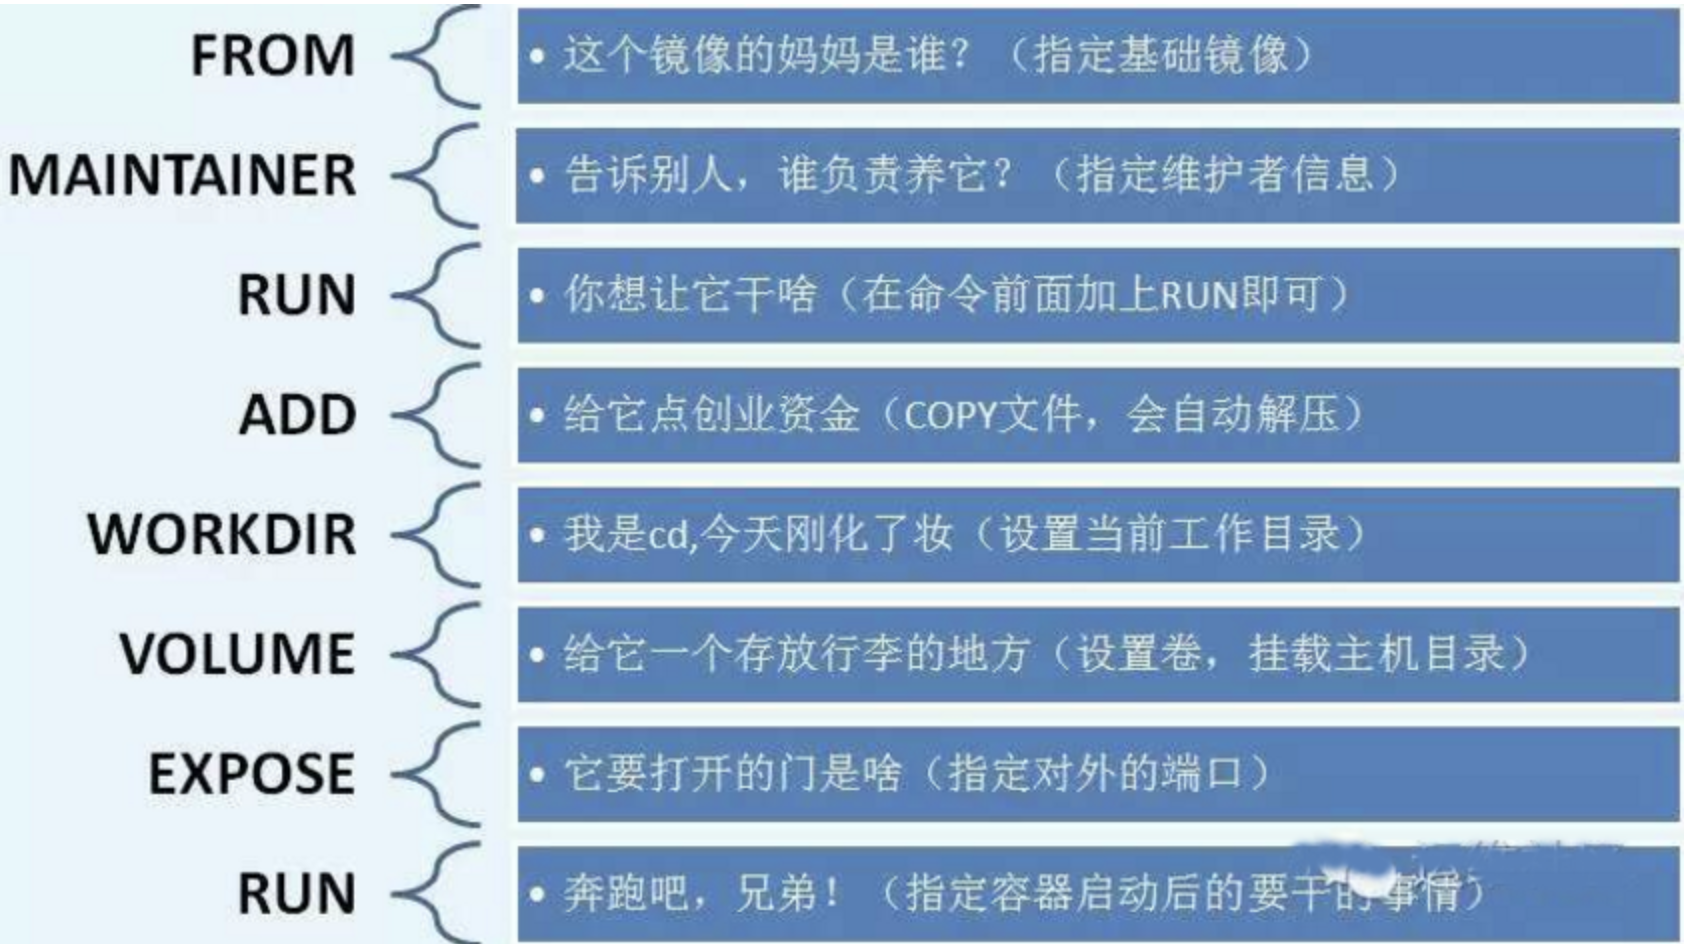 FROM
• 这个镜像的妈妈是谁？（指定基础镜像）
MAINTAINER
• 告诉别人，谁负责养它？（指定维护者信息）
RUN
• 你想让它干啥（在命令前面加上RUN即可）
ADD
• 给它点创业资金（COPY文件，会自动解压）
WORKDIR
• 我是cd,今天刚化了妆（设置当前工作目录）
VOLUME
• 给它一个存放行李的地方（设置卷，挂载主机目录）
EXPOSE
• 它要打开的门是啥（指定对外的端口）
RUN
• 奔跑吧，兄弟！（指定容器启动后的要干的事情）